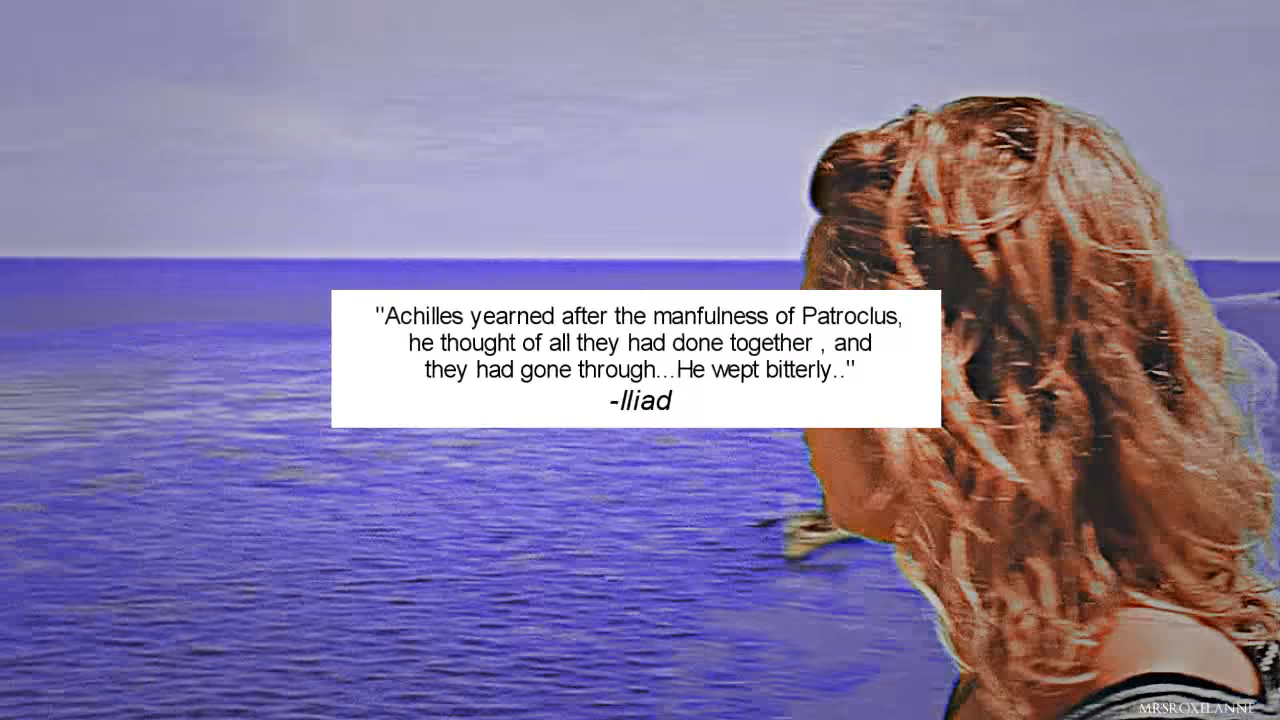 "Achilles yearned after the manfulness of Patroclus,
he thought of all they had done together , and
they had gone through...He wept bitterly.."
-Iliad
MRSROXELANNE